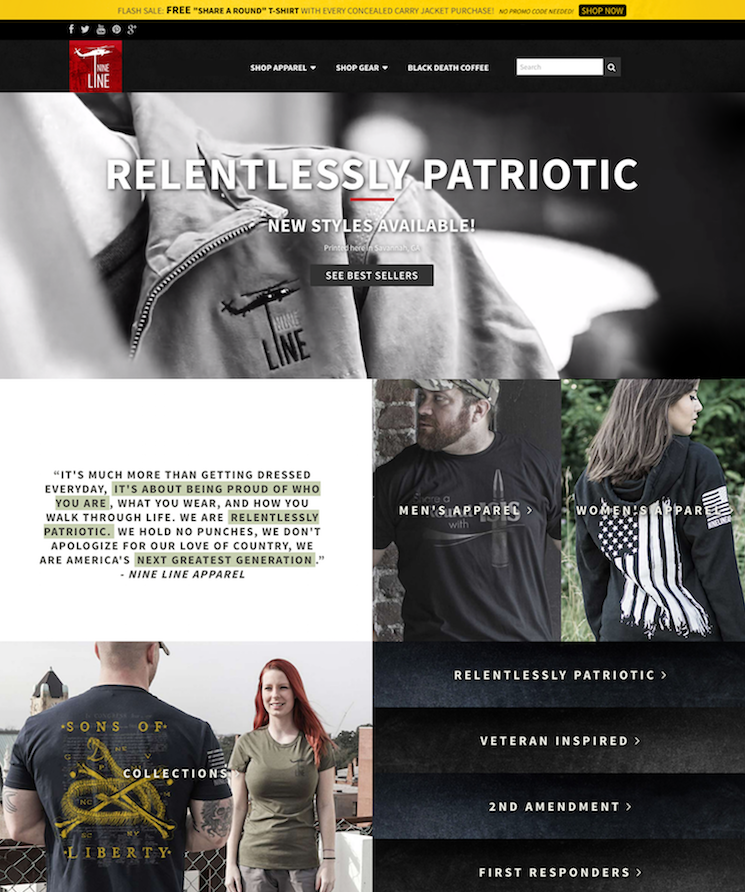 FLASH SALE: FREE "SHARE A ROUND" T-SHIRT WITH EVERY CONCEALED CARRY JACKET PURCHASE! NO PROMO CODE NEEDED! SHOP NOW
NINE
LINE
SHOP APPAREL
SHOP GEAR
BLACK DEATH COFFEE
Search
RELENTLESSLY PATRIOTIC
NEW STYLES AVAILABLE!
Printed here in Savannah, GA
SEE BEST SELLERS
NINE
LINE
“IT'S MUCH MORE THAN GETTING DRESSED
EVERYDAY, IT'S ABOUT BEING PROUD OF WHO
YOU ARE, WHAT YOU WEAR, AND HOW YOU
WALK THROUGH LIFE. WE ARE RELENTLESSLY
PATRIOTIC. WE HOLD NO PUNCHES, WE DON'T
APOLOGIZE FOR OUR LOVE OF COUNTRY, WE
ARE AMERICA'S NEXT GREATEST GENERATION.”
- NINE LINE APPAREL
Share a
with
ISIS
MEN'S APPAREL >
WOMEN'S APPAREL >
SONS OF
LIBERTY
COLLECTIONS
RELENTLESSLY PATRIOTIC >
VETERAN INSPIRED >
2ND AMENDMENT >
FIRST RESPONDERS >